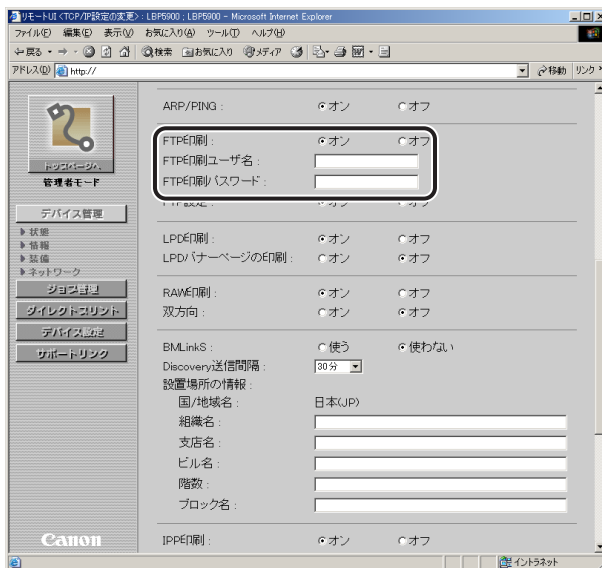 リモートUI <TCP/IP設定の変更> : LBP5900 ; LBP5900 - Microsoft Internet Explorer
ファイル(F) 編集(E) 表示(V) お気に入り(A) ツール(T) ヘルプ(H)
戻る 検索 お気に入り メディア
アドレス(D) http:// 移動 リンク
トップページへ
管理者モード
デバイス管理
状態
情報
装備
ネットワーク
ジョブ管理
ダイレクトプリント
デバイス設定
サポートリンク
Canon
ARP/PING : オン オフ
FTP印刷 : オン オフ
FTP印刷ユーザ名 :
FTP印刷パスワード :
FTP設定 : オン オフ
LPD印刷 : オン オフ
LPDバナーページの印刷 : オン オフ
RAW印刷 : オン オフ
双方向 : オン オフ
BMLinkS : 使う 使わない
Discovery送信間隔 : 30分
設置場所の情報 :
国/地域名 : 日本(JP)
組織名 :
支店名 :
ビル名 :
階数 :
ブロック名 :
IPP印刷 : オン オフ
イントラネット